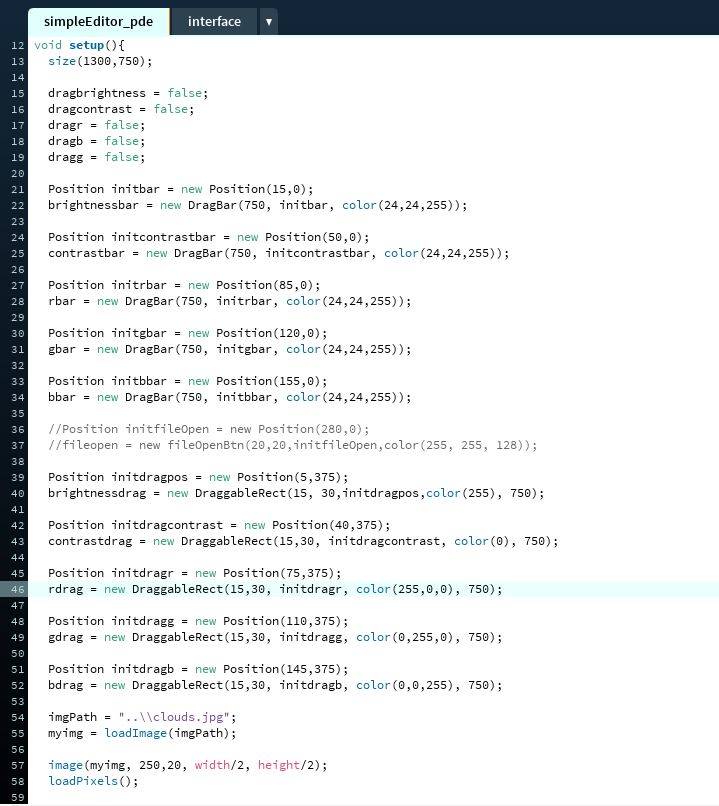 simpleEditor_pde interface ▼
12 void setup(){
13 size(1300,750);
14
15 dragbrightness = false;
16 dragcontrast = false;
17 dragr = false;
18 dragb = false;
19 dragg = false;
20
21 Position initbar = new Position(15,0);
22 brightnessbar = new DragBar(750, initbar, color(24,24,255));
23
24 Position initcontrastbar = new Position(50,0);
25 contrastbar = new DragBar(750, initcontrastbar, color(24,24,255));
26
27 Position initrbar = new Position(85,0);
28 rbar = new DragBar(750, initrbar, color(24,24,255));
29
30 Position initgbar = new Position(120,0);
31 gbar = new DragBar(750, initgbar, color(24,24,255));
32
33 Position initbbar = new Position(155,0);
34 bbar = new DragBar(750, initbbar, color(24,24,255));
35
36 //Position initfileOpen = new Position(280,0);
37 //fileopen = new fileOpenBtn(20,20,initfileOpen,color(255, 255, 128));
38
39 Position initdragpos = new Position(5,375);
40 brightnessdrag = new DraggableRect(15, 30,initdragpos,color(255), 750);
41
42 Position initdragcontrast = new Position(40,375);
43 contrastdrag = new DraggableRect(15,30, initdragcontrast, color(0), 750);
44
45 Position initdragr = new Position(75,375);
46 rdrag = new DraggableRect(15,30, initdragr, color(255,0,0), 750);
47
48 Position initdragg = new Position(110,375);
49 gdrag = new DraggableRect(15,30, initdragg, color(0,255,0), 750);
50
51 Position initdragb = new Position(145,375);
52 bdrag = new DraggableRect(15,30, initdragb, color(0,0,255), 750);
53
54 imgPath = "..\\clouds.jpg";
55 myimg = loadImage(imgPath);
56
57 image(myimg, 250,20, width/2, height/2);
58 loadPixels();
59